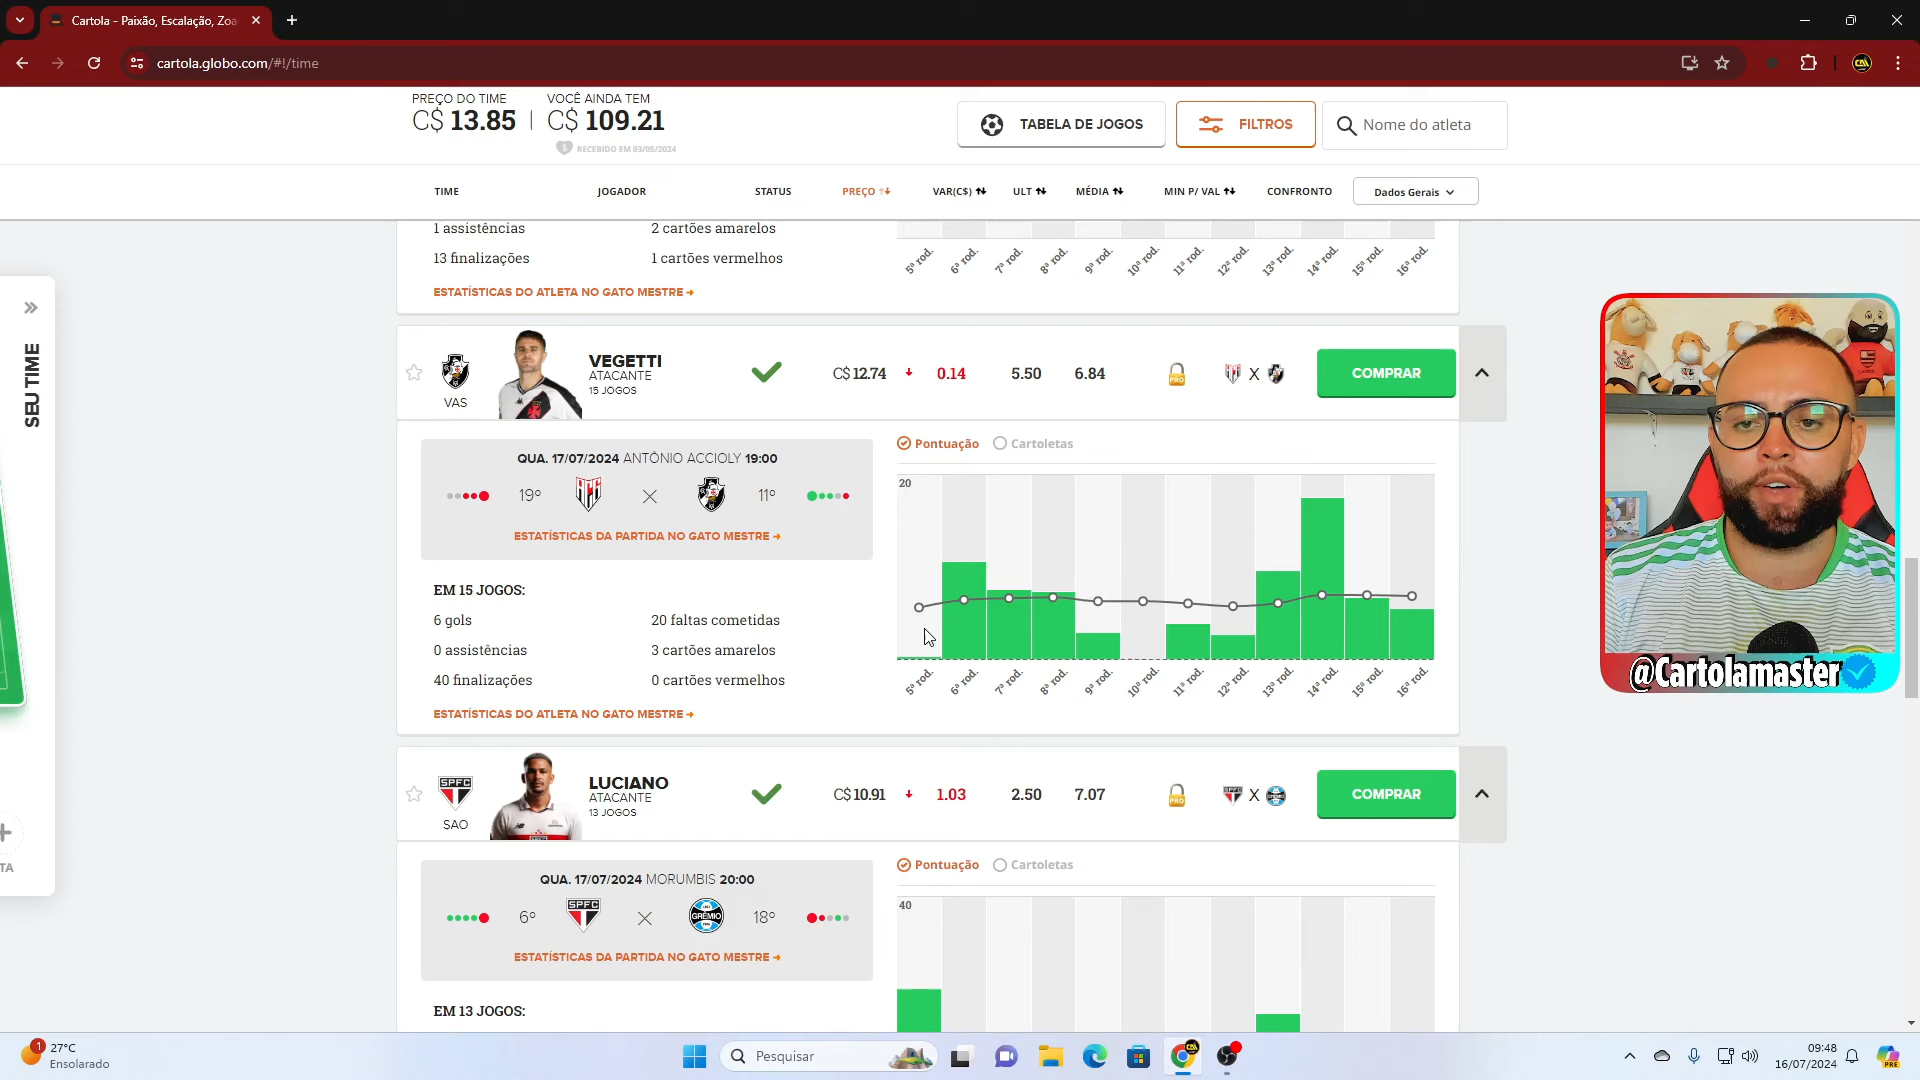 Cartola - Paixão, Escalação, Zoa
cartola.globo.com/#!/time
PREÇO DO TIME
C$ 13.85
VOCÊ AINDA TEM
C$ 109.21
RECEBIDO EM 03/05/2024
TABELA DE JOGOS
FILTROS
Nome do atleta
TIME JOGADOR STATUS PREÇO VAR(C$) ULT MÉDIA MIN P/ VAL CONFRONTO Dados Gerais
SEU TIME
TA
1 assistências 2 cartões amarelos
13 finalizações 1 cartões vermelhos
ESTATÍSTICAS DO ATLETA NO GATO MESTRE
5ª rod. 6ª rod. 7ª rod. 8ª rod. 9ª rod. 10ª rod. 11ª rod. 12ª rod. 13ª rod. 14ª rod. 15ª rod. 16ª rod.
VAS
VEGETTI
ATACANTE
15 JOGOS
C$ 12.74 0.14 5.50 6.84 PRO X COMPRAR
QUA. 17/07/2024 ANTÔNIO ACCIOLY 19:00
19º 11º
ESTATÍSTICAS DA PARTIDA NO GATO MESTRE
EM 15 JOGOS:
6 gols 20 faltas cometidas
0 assistências 3 cartões amarelos
40 finalizações 0 cartões vermelhos
ESTATÍSTICAS DO ATLETA NO GATO MESTRE
Pontuação Cartoletas
20
5ª rod. 6ª rod. 7ª rod. 8ª rod. 9ª rod. 10ª rod. 11ª rod. 12ª rod. 13ª rod. 14ª rod. 15ª rod. 16ª rod.
SPFC
SAO
LUCIANO
ATACANTE
13 JOGOS
C$ 10.91 1.03 2.50 7.07 PRO X COMPRAR
QUA. 17/07/2024 MORUMBIS 20:00
6º SPFC GRÊMIO 18º
ESTATÍSTICAS DA PARTIDA NO GATO MESTRE
EM 13 JOGOS:
Pontuação Cartoletas
40
@Cartolamaster
1
27°C
Ensolarado
Pesquisar
09:48
16/07/2024
PRE